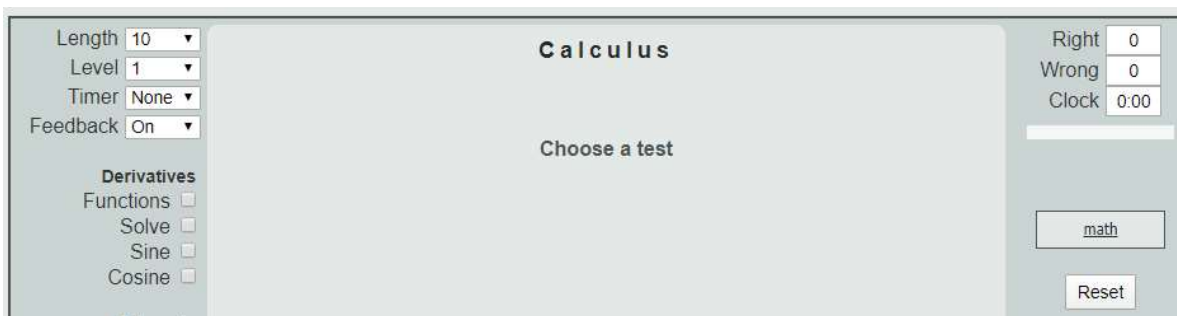 Length 10
Level 1
Timer None
Feedback On
Derivatives
Functions
Solve
Sine
Cosine
Calculus
Choose a test
Right 0
Wrong 0
Clock 0:00
math
Reset